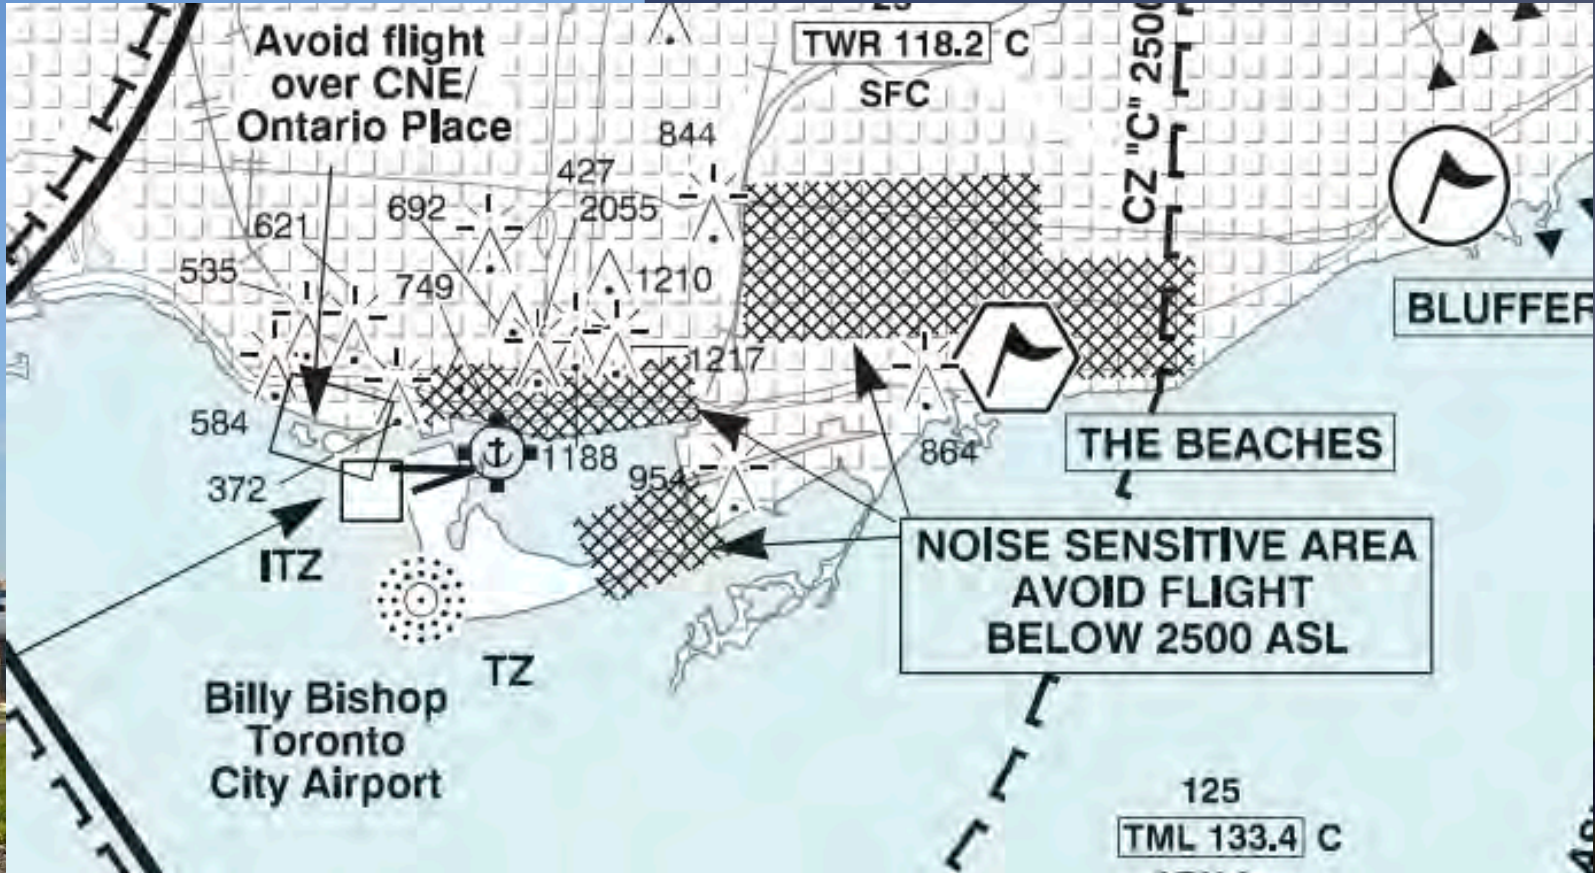 Avoid flight
over CNE/
Ontario Place
TWR 118.2 C
SFC
CZ "C" 2500
844
427
692
2055
621
535
749
1210
BLUFFER
1217
584
1188
864
THE BEACHES
954
372
ITZ
NOISE SENSITIVE AREA
AVOID FLIGHT
BELOW 2500 ASL
TZ
Billy Bishop
Toronto
City Airport
125
TML 133.4 C